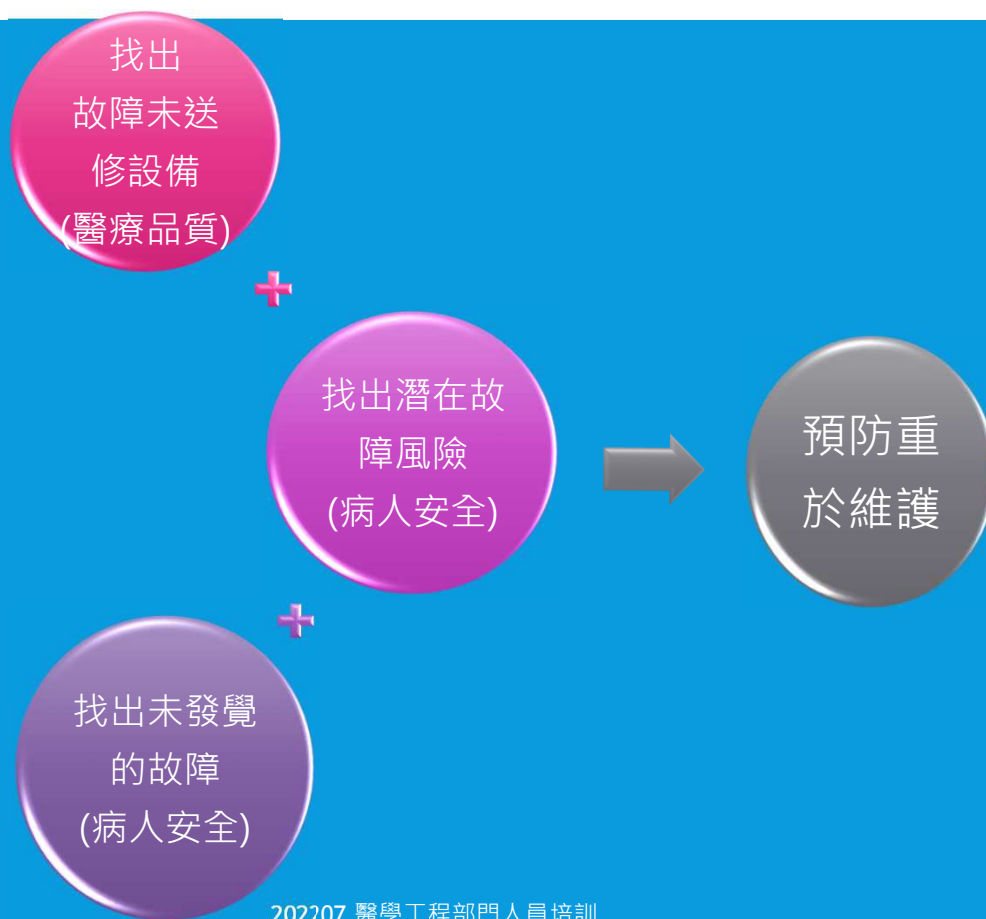 找出
故障未送
修設備
(醫療品質)
找出潛在故
障風險
(病人安全)
找出未發覺
的故障
(病人安全)
預防重
於維護
202207 醫學工程部門人員培訓